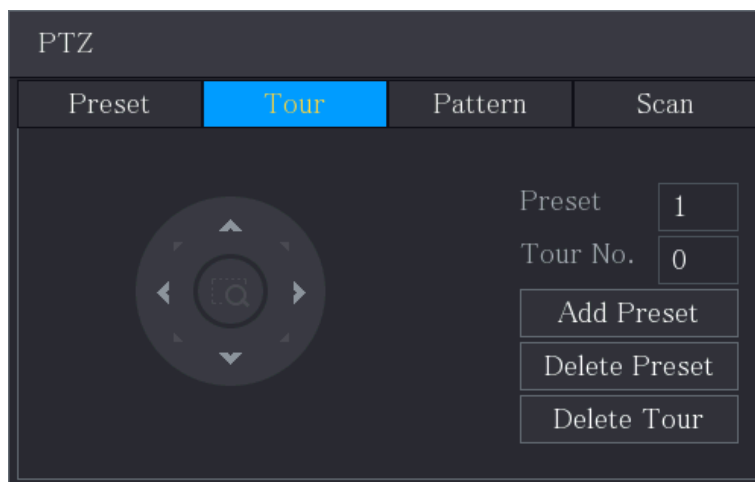 PTZ
Preset Tour Pattern Scan
Preset 1
Tour No. 0
Add Preset
Delete Preset
Delete Tour